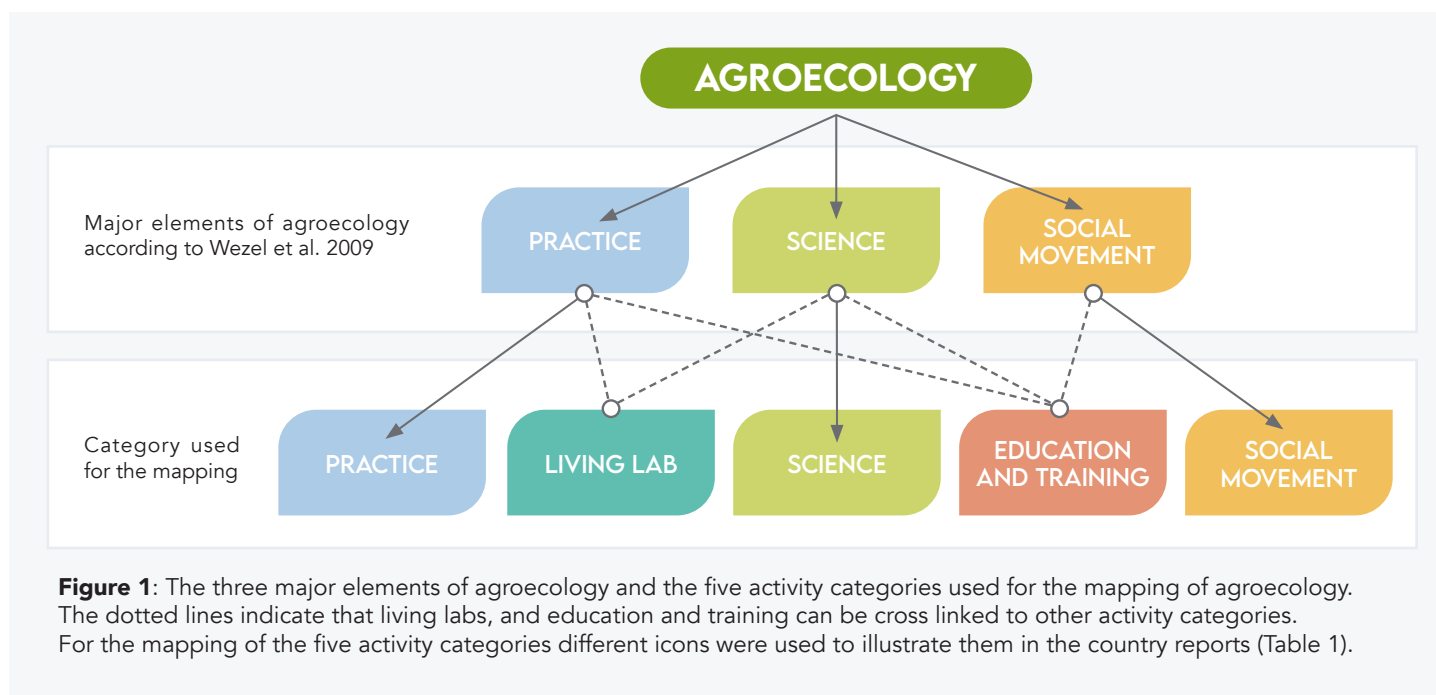 AGROECOLOGY
Major elements of agroecology
according to Wezel et al. 2009
PRACTICE
SCIENCE
SOCIAL
MOVEMENT
Category used
for the mapping
PRACTICE
LIVING LAB
SCIENCE
EDUCATION
AND TRAINING
SOCIAL
MOVEMENT
Figure 1: The three major elements of agroecology and the five activity categories used for the mapping of agroecology.
The dotted lines indicate that living labs, and education and training can be cross linked to other activity categories.
For the mapping of the five activity categories different icons were used to illustrate them in the country reports (Table 1).